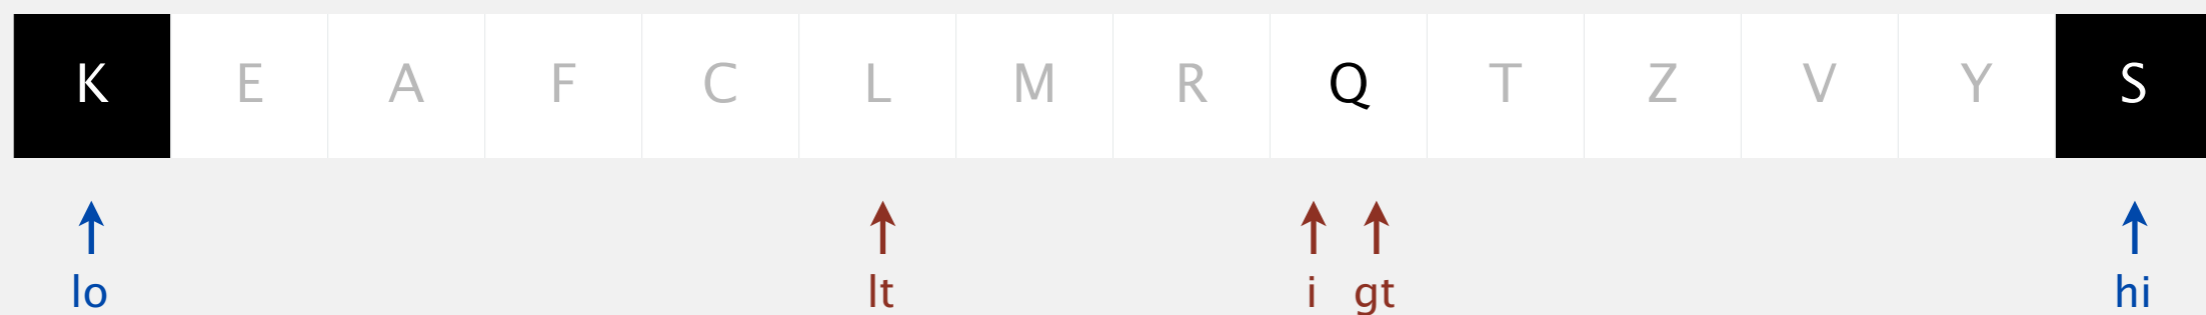 K E A F C L M R Q T Z V Y S
lo lt i gt hi